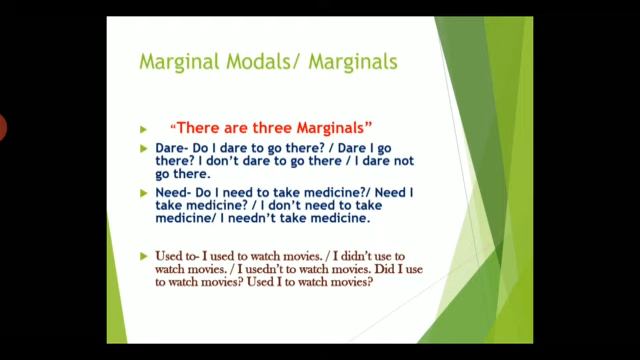 Marginal Modals/ Marginals
“There are three Marginals”
Dare- Do I dare to go there? / Dare I go
there? I don’t dare to go there / I dare not
go there.
Need- Do I need to take medicine?/ Need I
take medicine? / I don’t need to take
medicine/ I needn’t take medicine.
Used to- I used to watch movies. / I didn’t use to
watch movies. / I usedn’t to watch movies. Did I use
to watch movies? Used I to watch movies?